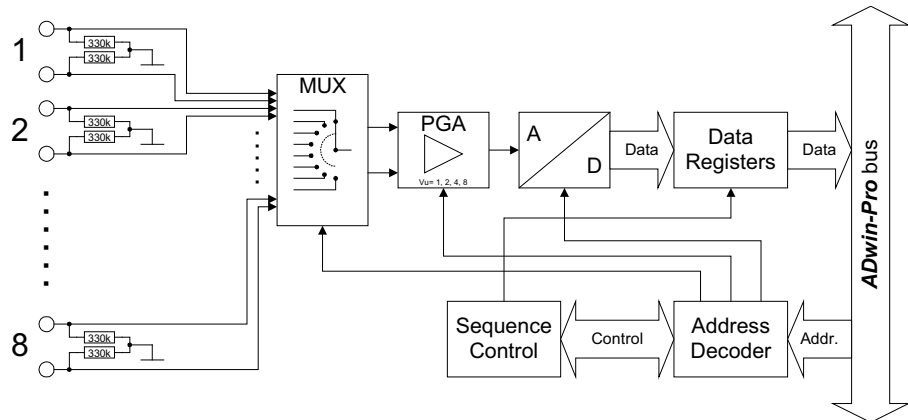 1
330k
330k
2
330k
330k
8
330k
330k
MUX
PGA
Vu= 1, 2, 4, 8
A
D
Data
Data
Registers
Data
Sequence
Control
Control
Address
Decoder
Addr.
ADwin-Pro bus